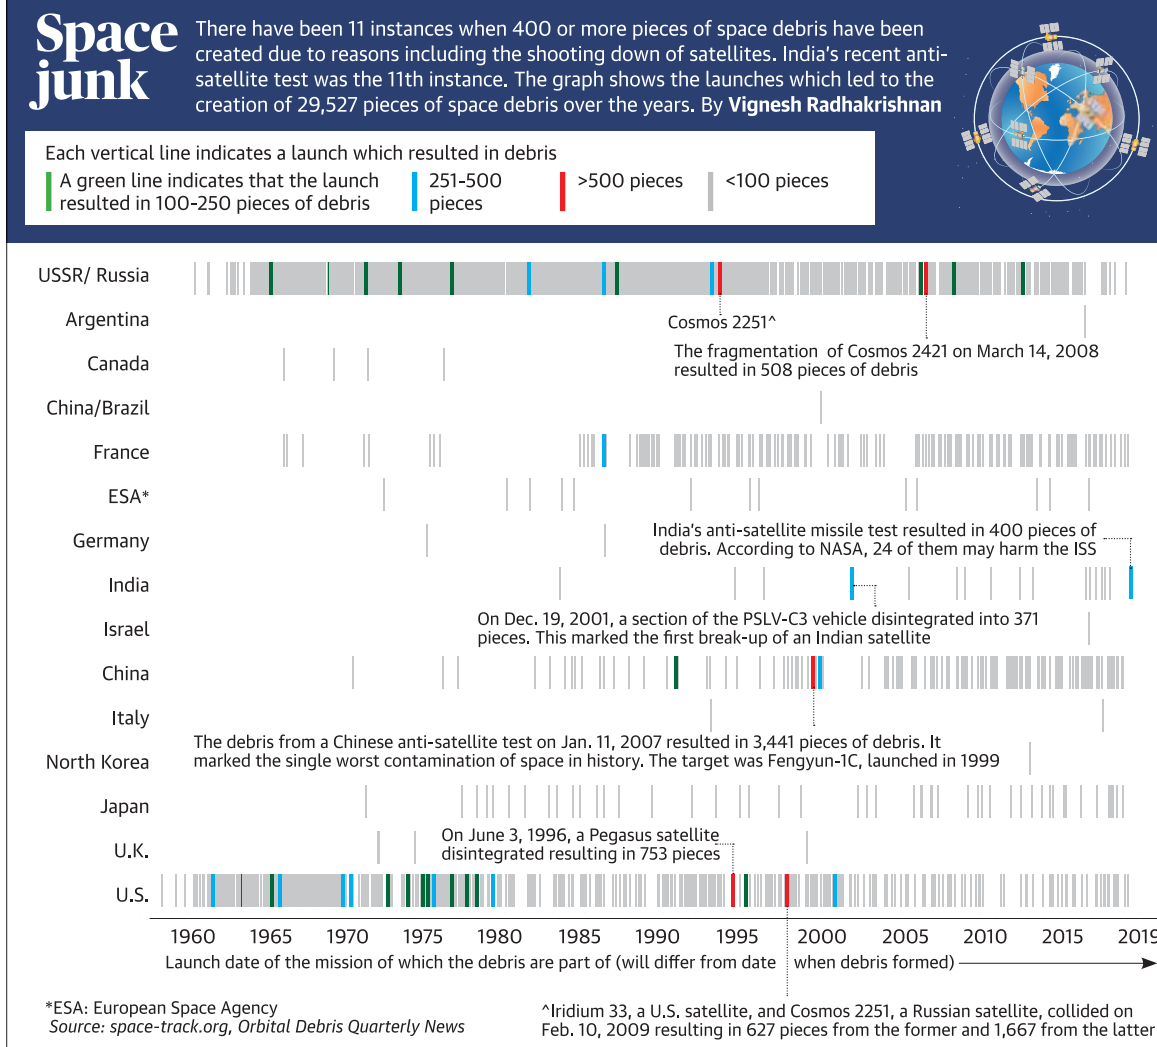 Space
junk
There have been 11 instances when 400 or more pieces of space debris have been
created due to reasons including the shooting down of satellites. India's recent anti-
satellite test was the 11th instance. The graph shows the launches which led to the
creation of 29,527 pieces of space debris over the years. By Vignesh Radhakrishnan
Each vertical line indicates a launch which resulted in debris
A green line indicates that the launch
resulted in 100-250 pieces of debris
251-500
pieces
>500 pieces
<100 pieces
USSR/ Russia
Argentina
Cosmos 2251^
The fragmentation of Cosmos 2421 on March 14, 2008
resulted in 508 pieces of debris
Canada
China/Brazil
France
ESA*
Germany
India's anti-satellite missile test resulted in 400 pieces of
debris. According to NASA, 24 of them may harm the ISS
India
On Dec. 19, 2001, a section of the PSLV-C3 vehicle disintegrated into 371
pieces. This marked the first break-up of an Indian satellite
Israel
China
Italy
The debris from a Chinese anti-satellite test on Jan. 11, 2007 resulted in 3,441 pieces of debris. It
marked the single worst contamination of space in history. The target was Fengyun-1C, launched in 1999
North Korea
Japan
On June 3, 1996, a Pegasus satellite
disintegrated resulting in 753 pieces
U.K.
U.S.
1960 1965 1970 1975 1980 1985 1990 1995 2000 2005 2010 2015 2019
Launch date of the mission of which the debris are part of (will differ from date when debris formed)
*ESA: European Space Agency
Source: space-track.org, Orbital Debris Quarterly News
^Iridium 33, a U.S. satellite, and Cosmos 2251, a Russian satellite, collided on
Feb. 10, 2009 resulting in 627 pieces from the former and 1,667 from the latter